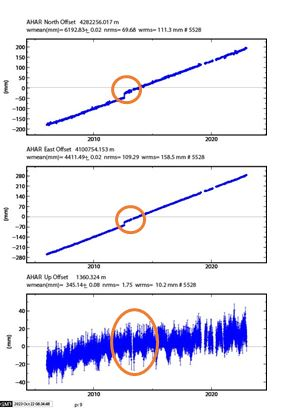 AHAR North Offset 4282256.017 m
wmean(mm)= 6192.83± 0.02 nrms= 69.68 wrms= 111.3 mm # 5528
200
150
100
50
0
-50
-100
-150
-200
(mm)
2010 2020
AHAR East Offset 4100754.153 m
wmean(mm)= 4411.49± 0.02 nrms= 109.29 wrms= 158.5 mm # 5528
280
210
140
70
0
-70
-140
-210
-280
(mm)
2010 2020
AHAR Up Offset 1360.324 m
wmean(mm)= 345.14± 0.08 nrms= 1.75 wrms= 10.2 mm # 5528
40
20
0
-20
-40
(mm)
2010 2020